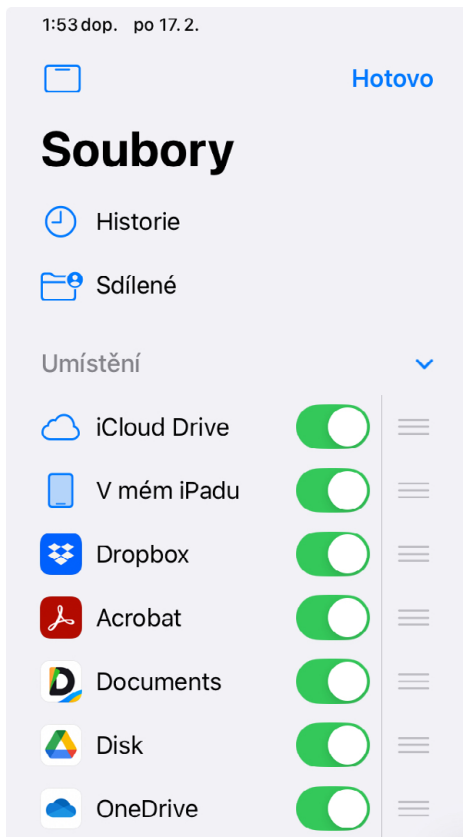 1:53 dop. po 17. 2.
Hotovo
Soubory
Historie
Sdílené
Umístění
iCloud Drive
V mém iPadu
Dropbox
Acrobat
Documents
Disk
OneDrive